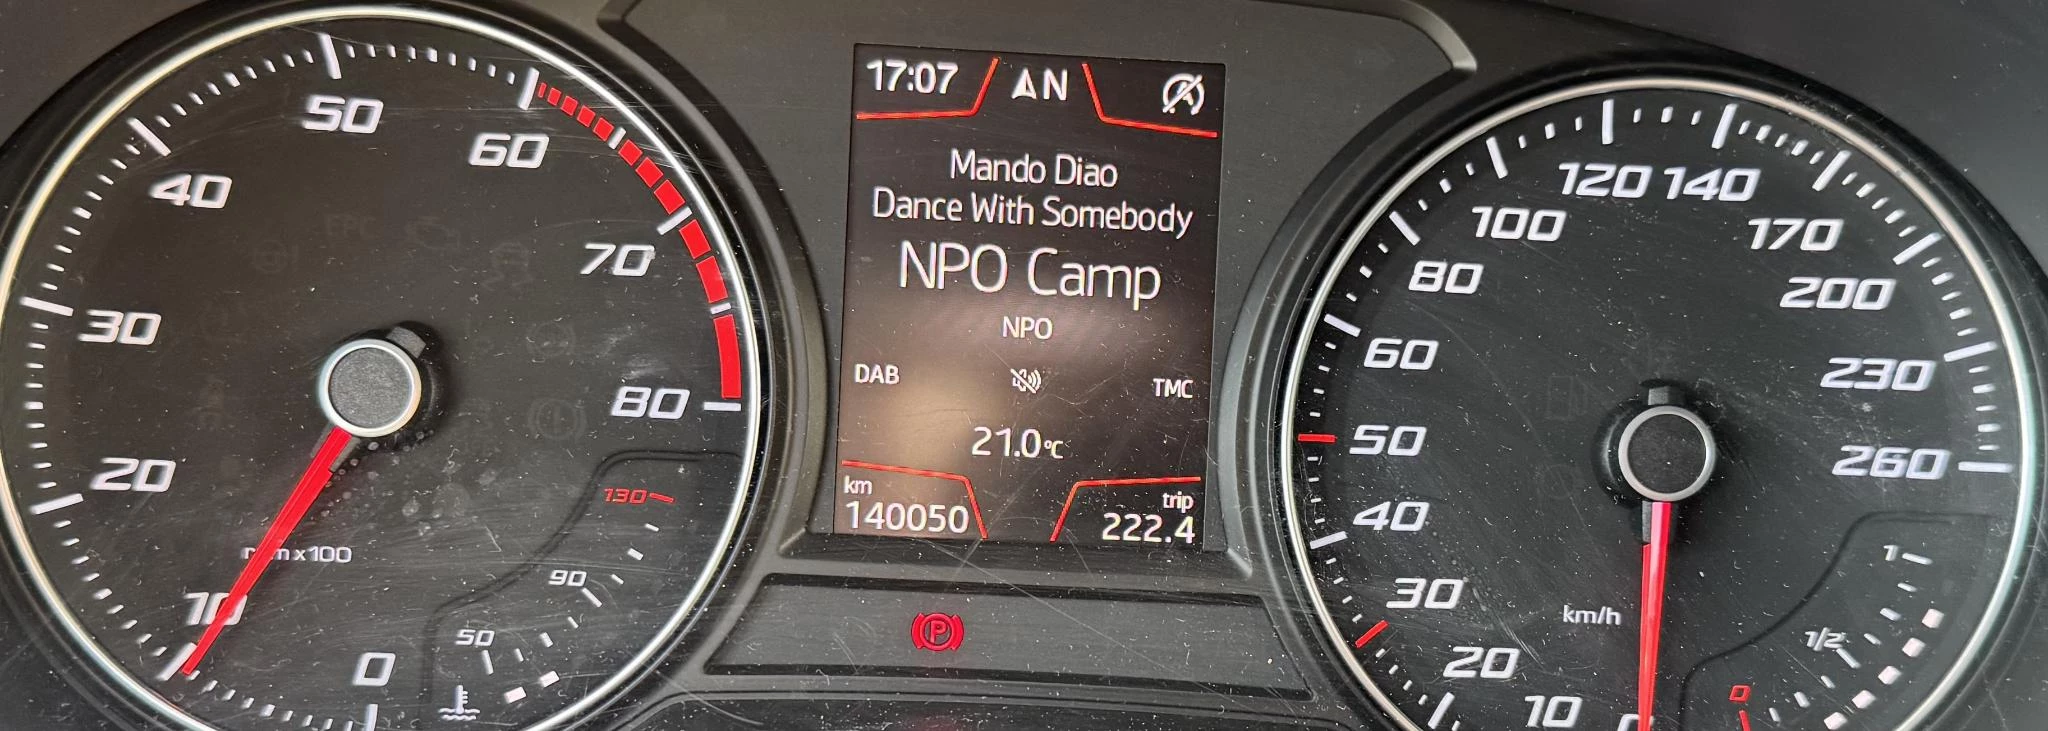 50
60
40
70
30
80
20
130
rpm x100
90
10
50
0
17:07
N
Mando Diao
Dance With Somebody
NPO Camp
NPO
DAB
TMC
21.0°C
km
140050
trip
222.4
P
120
140
100
170
80
200
60
230
50
260
40
30
km/h
20
10
0
1
1/2
0